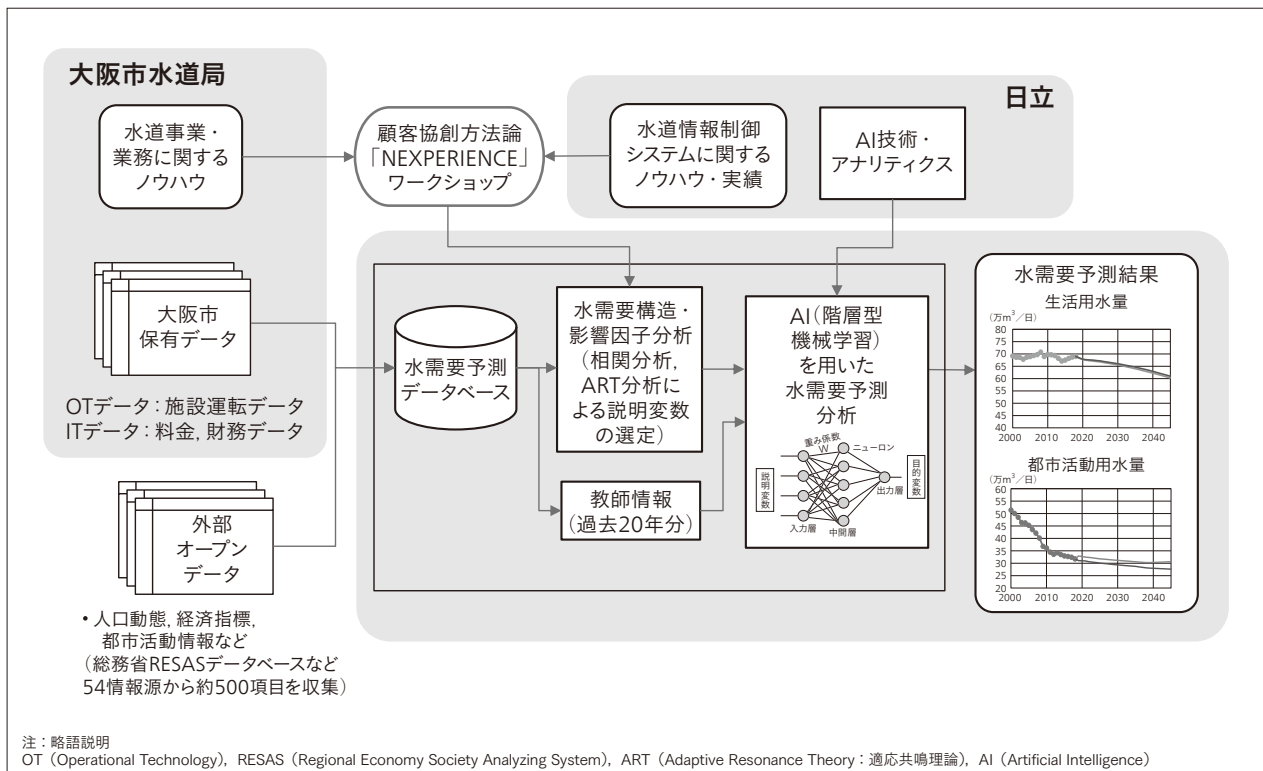 大阪市水道局
水道事業・
業務に関する
ノウハウ
顧客協創方法論
「NEXPERIENCE」
ワークショップ
日立
水道情報制御
システムに関する
ノウハウ・実績
AI技術・
アナリティクス
大阪市
保有データ
OTデータ：施設運転データ
ITデータ：料金，財務データ
外部
オープン
データ
• 人口動態，経済指標，
都市活動情報など
（総務省RESASデータベースなど
54情報源から約500項目を収集）
水需要予測
データベース
水需要構造・
影響因子分析
（相関分析，
ART分析に
よる説明変数
の選定）
教師情報
（過去20年分）
AI（階層型
機械学習）
を用いた
水需要予測
分析
重み係数
W
ニューロン
説明変数
目的変数
出力層
入力層
中間層
水需要予測結果
生活用水量
（万m³／日）
80
75
70
65
60
55
50
45
40
2000 2010 2020 2030 2040
都市活動用水量
（万m³／日）
60
55
50
45
40
35
30
25
20
2000 2010 2020 2030 2040
注：略語説明
OT（Operational Technology），RESAS（Regional Economy Society Analyzing System），ART（Adaptive Resonance Theory：適応共鳴理論），AI（Artificial Intelligence）